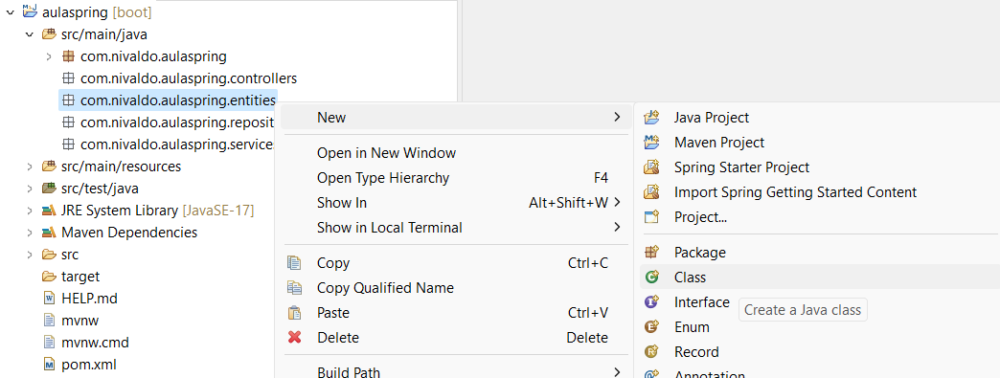 aulaspring [boot]
src/main/java
com.nivaldo.aulaspring
com.nivaldo.aulaspring.controllers
com.nivaldo.aulaspring.entities
com.nivaldo.aulaspring.reposit
com.nivaldo.aulaspring.services
src/main/resources
src/test/java
JRE System Library [JavaSE-17]
Maven Dependencies
src
target
HELP.md
mvnw
mvnw.cmd
pom.xml
New
Open in New Window
Open Type Hierarchy F4
Show In Alt+Shift+W
Show in Local Terminal
Copy Ctrl+C
Copy Qualified Name
Paste Ctrl+V
Delete Delete
Build Path
Java Project
Maven Project
Spring Starter Project
Import Spring Getting Started Content
Project...
Package
Class
Interface
Create a Java class
Enum
Record
Annotation